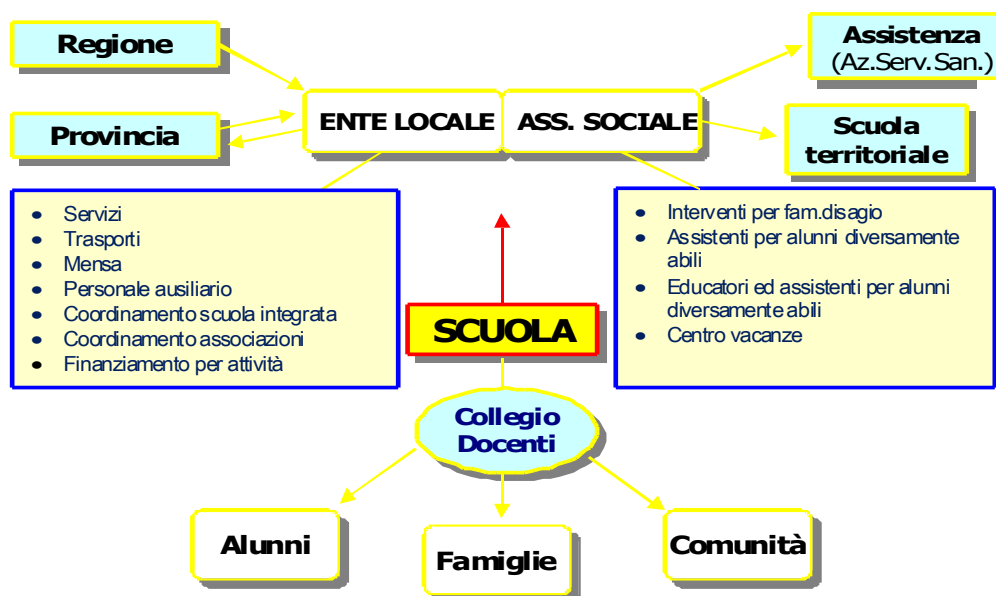 Regione
Assistenza
(Az.Serv.San.)
Provincia
ENTE LOCALE
ASS. SOCIALE
Scuola
territoriale
• Servizi
• Trasporti
• Mensa
• Personale ausiliario
• Coordinamento scuola integrata
• Coordinamento associazioni
• Finanziamento per attività
• Interventi per fam.disagio
• Assistenti per alunni diversamente
abili
• Educatori ed assistenti per alunni
diversamente abili
• Centro vacanze
SCUOLA
Collegio
Docenti
Alunni
Famiglie
Comunità